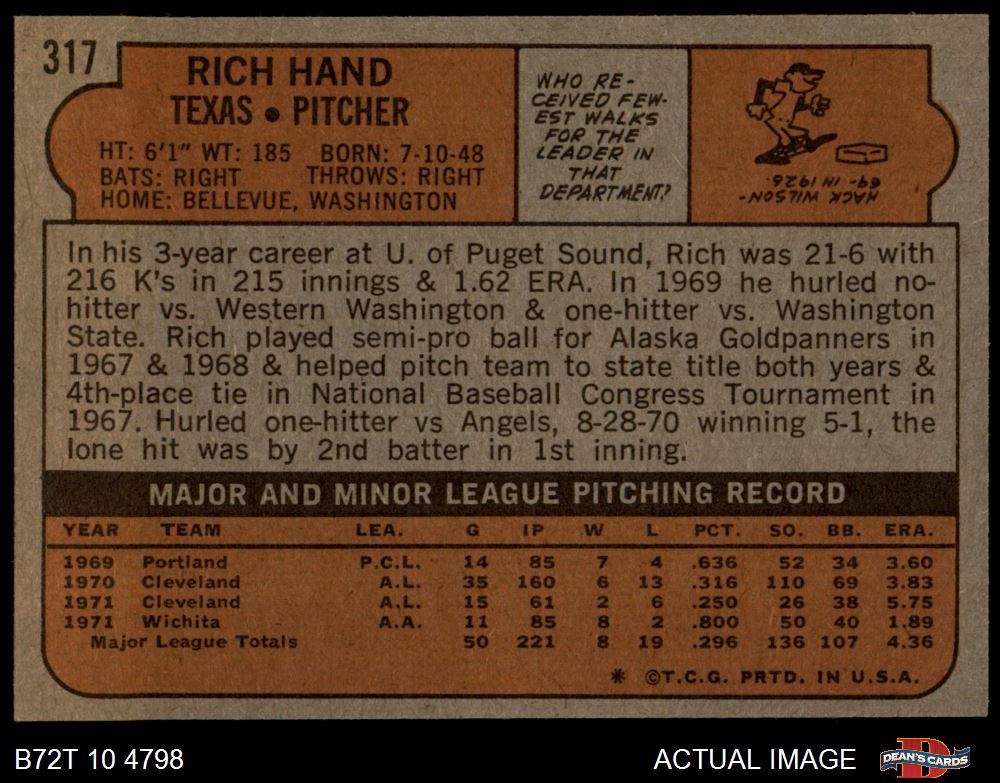 317
RICH HAND
TEXAS • PITCHER
HT: 6'1" WT: 185 BORN: 7-10-48
BATS: RIGHT THROWS: RIGHT
HOME: BELLEVUE, WASHINGTON
WHO RE-
CEIVED FEW-
EST WALKS
FOR THE
LEADER IN
THAT
DEPARTMENT?
HACK WILSON-
69- IN 1926.
In his 3-year career at U. of Puget Sound, Rich was 21-6 with
216 K's in 215 innings & 1.62 ERA. In 1969 he hurled no-
hitter vs. Western Washington & one-hitter vs. Washington
State. Rich played semi-pro ball for Alaska Goldpanners in
1967 & 1968 & helped pitch team to state title both years &
4th-place tie in National Baseball Congress Tournament in
1967. Hurled one-hitter vs Angels, 8-28-70 winning 5-1, the
lone hit was by 2nd batter in 1st inning.
MAJOR AND MINOR LEAGUE PITCHING RECORD
YEAR TEAM LEA. G IP W L PCT. SO. BB. ERA.
1969 Portland P.C.L. 14 85 7 4 .636 52 34 3.60
1970 Cleveland A.L. 35 160 6 13 .316 110 69 3.83
1971 Cleveland A.L. 15 61 2 6 .250 26 38 5.75
1971 Wichita A.A. 11 85 8 2 .800 50 40 1.89
Major League Totals 50 221 8 19 .296 136 107 4.36
* ©T.C.G. PRTD. IN U.S.A.
B72T 10 4798 ACTUAL IMAGE DEAN'S CARDS